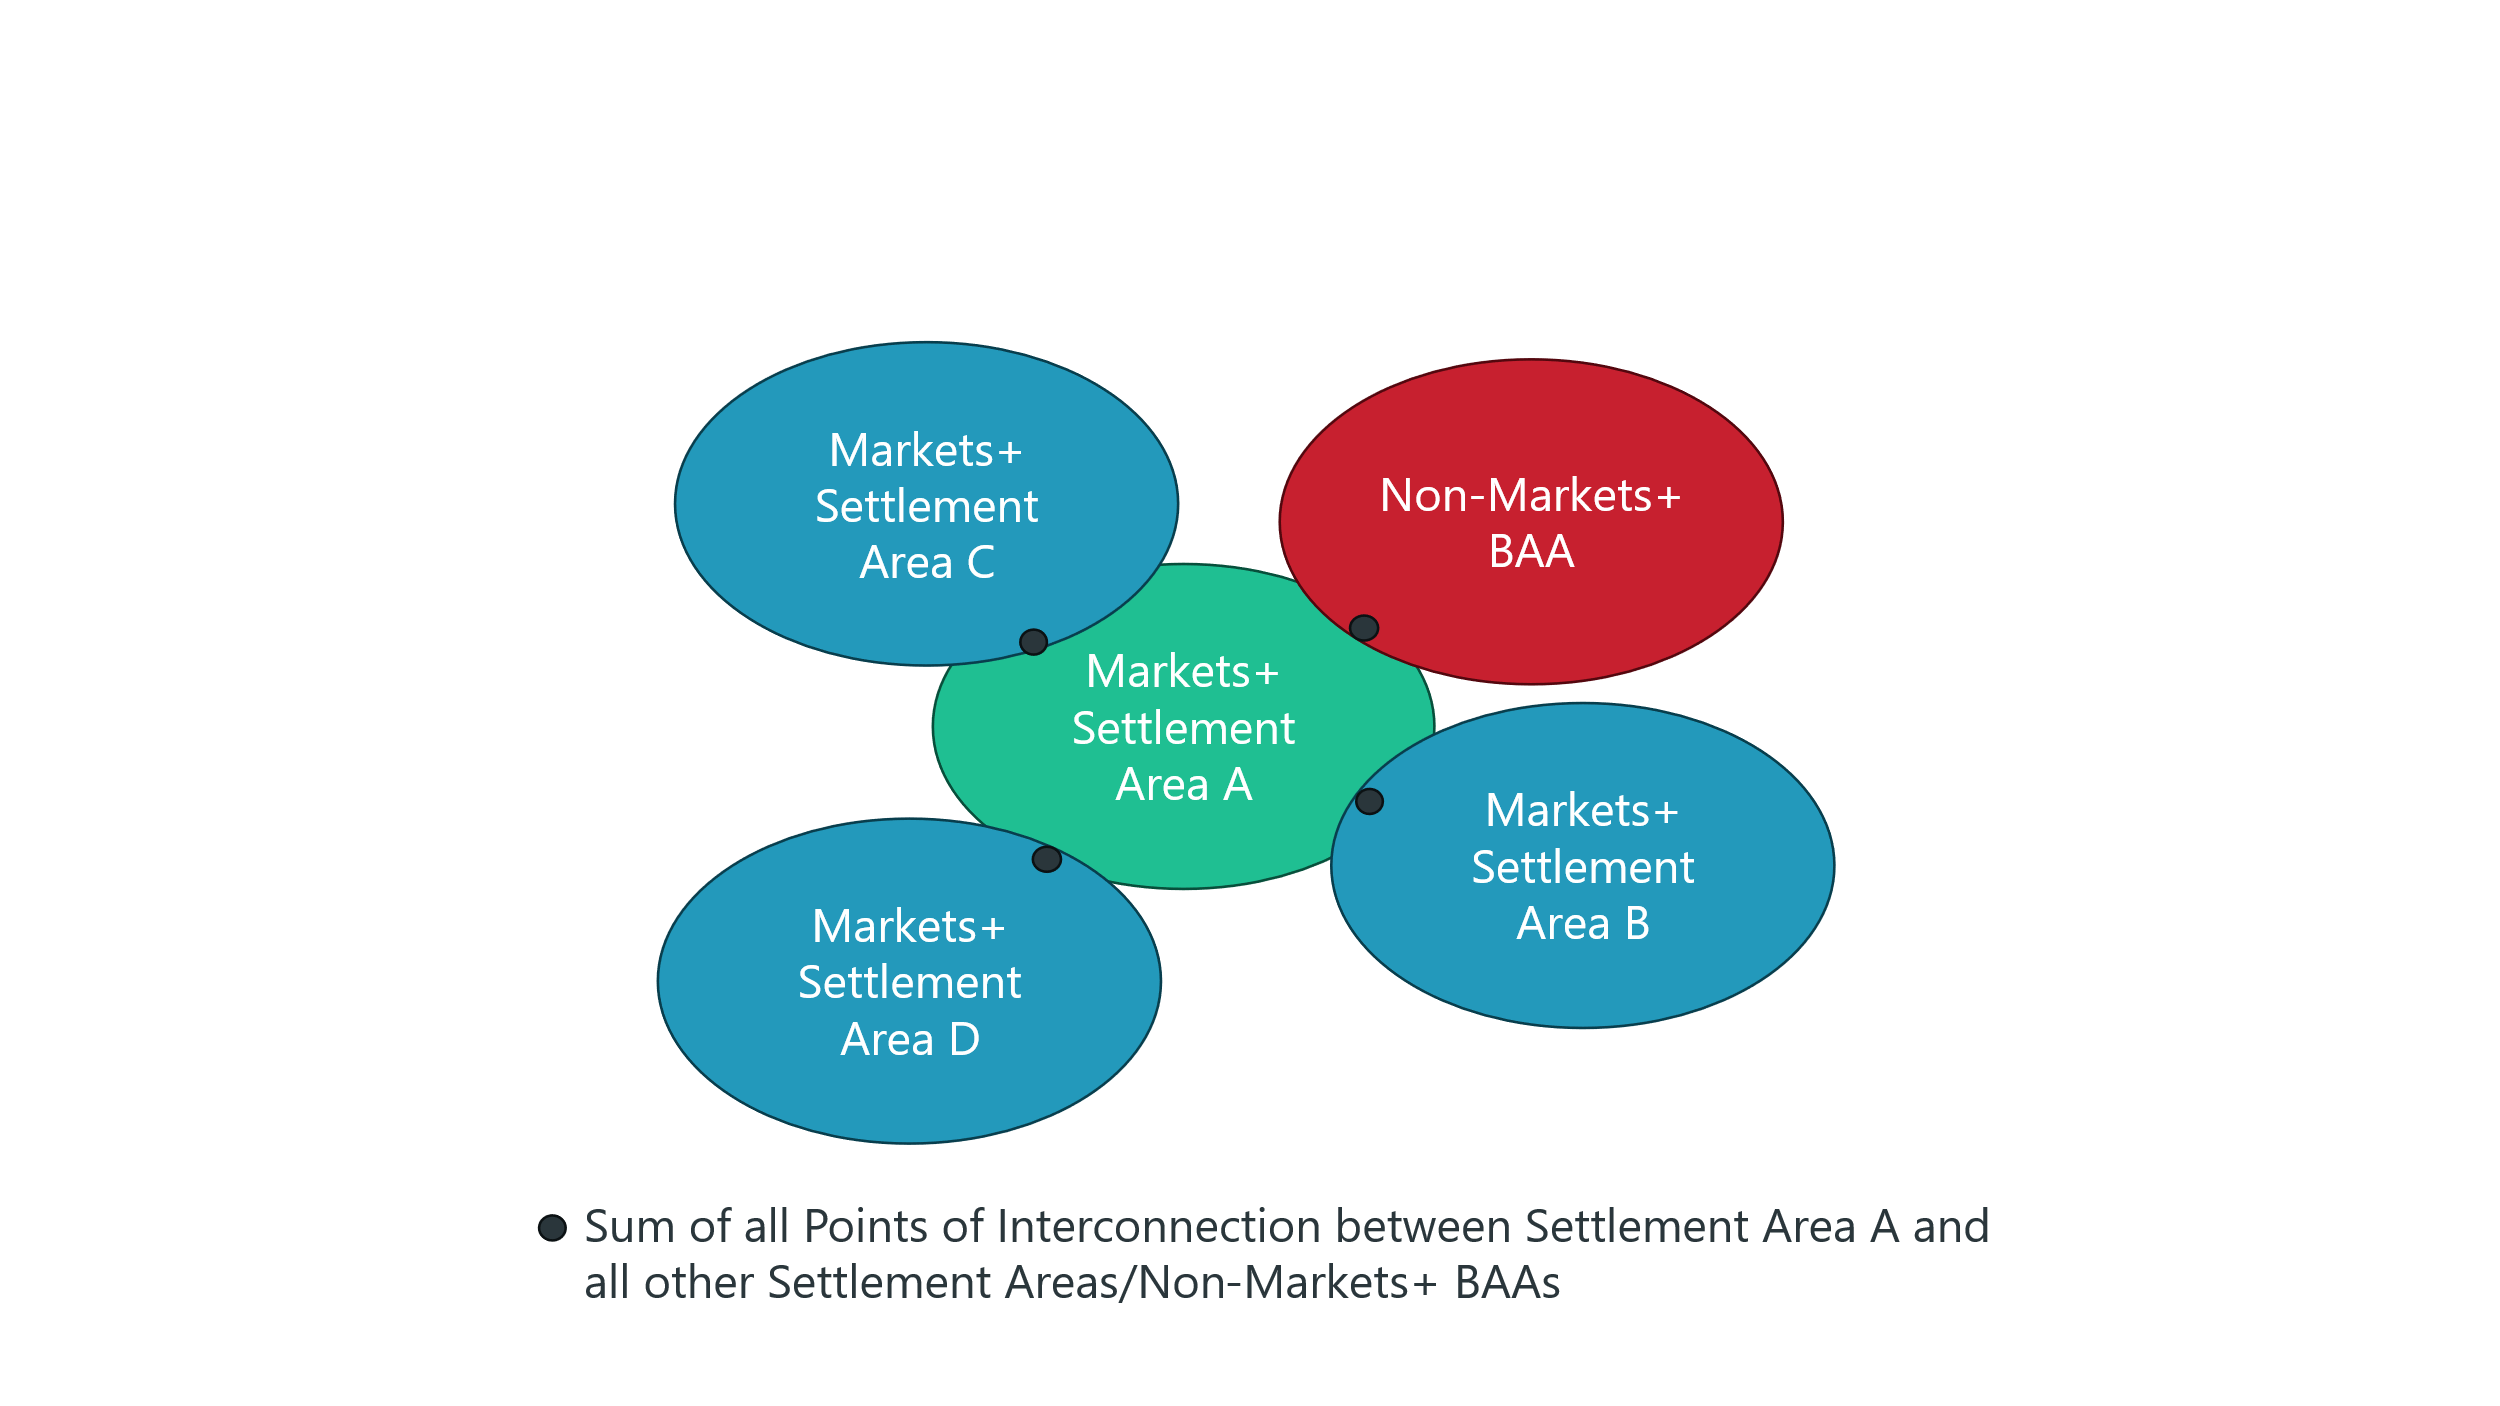 Markets+
Settlement
Area C
Non-Markets+
BAA
Markets+
Settlement
Area A
Markets+
Settlement
Area B
Markets+
Settlement
Area D
Sum of all Points of Interconnection between Settlement Area A and
all other Settlement Areas/Non-Markets+ BAAs